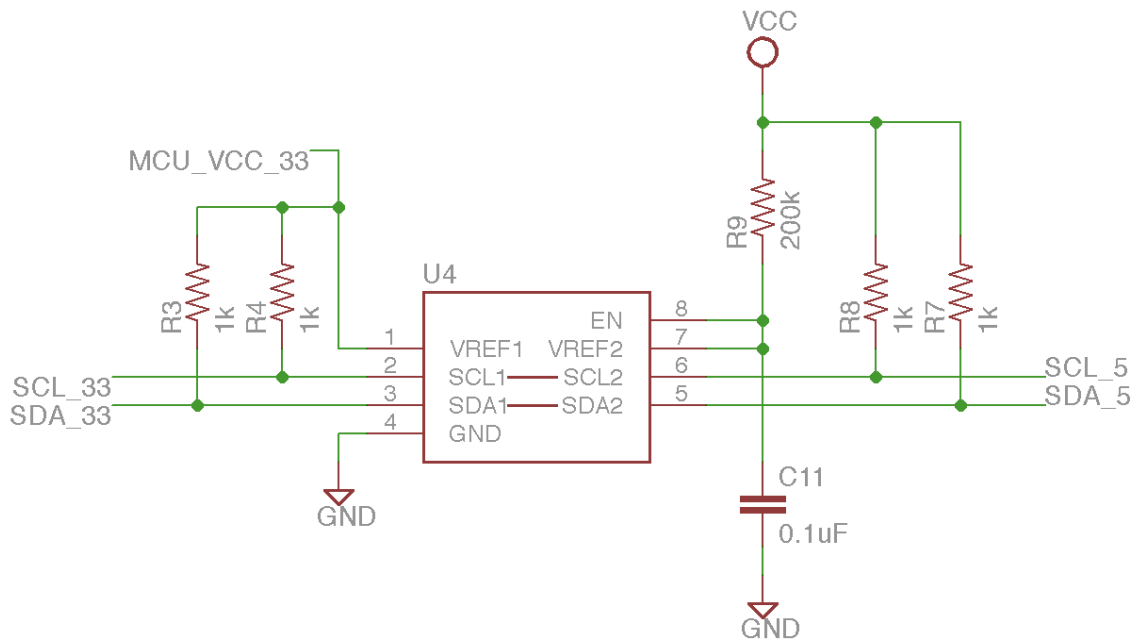 VCC
MCU_VCC_33
R9
200k
U4
R3
1k
R4
1k
R8
1k
R7
1k
EN
8
1
VREF1
VREF2
7
SCL_33
2
SCL1
SCL2
6
SCL_5
SDA_33
3
SDA1
SDA2
5
SDA_5
4
GND
GND
C11
0.1uF
GND